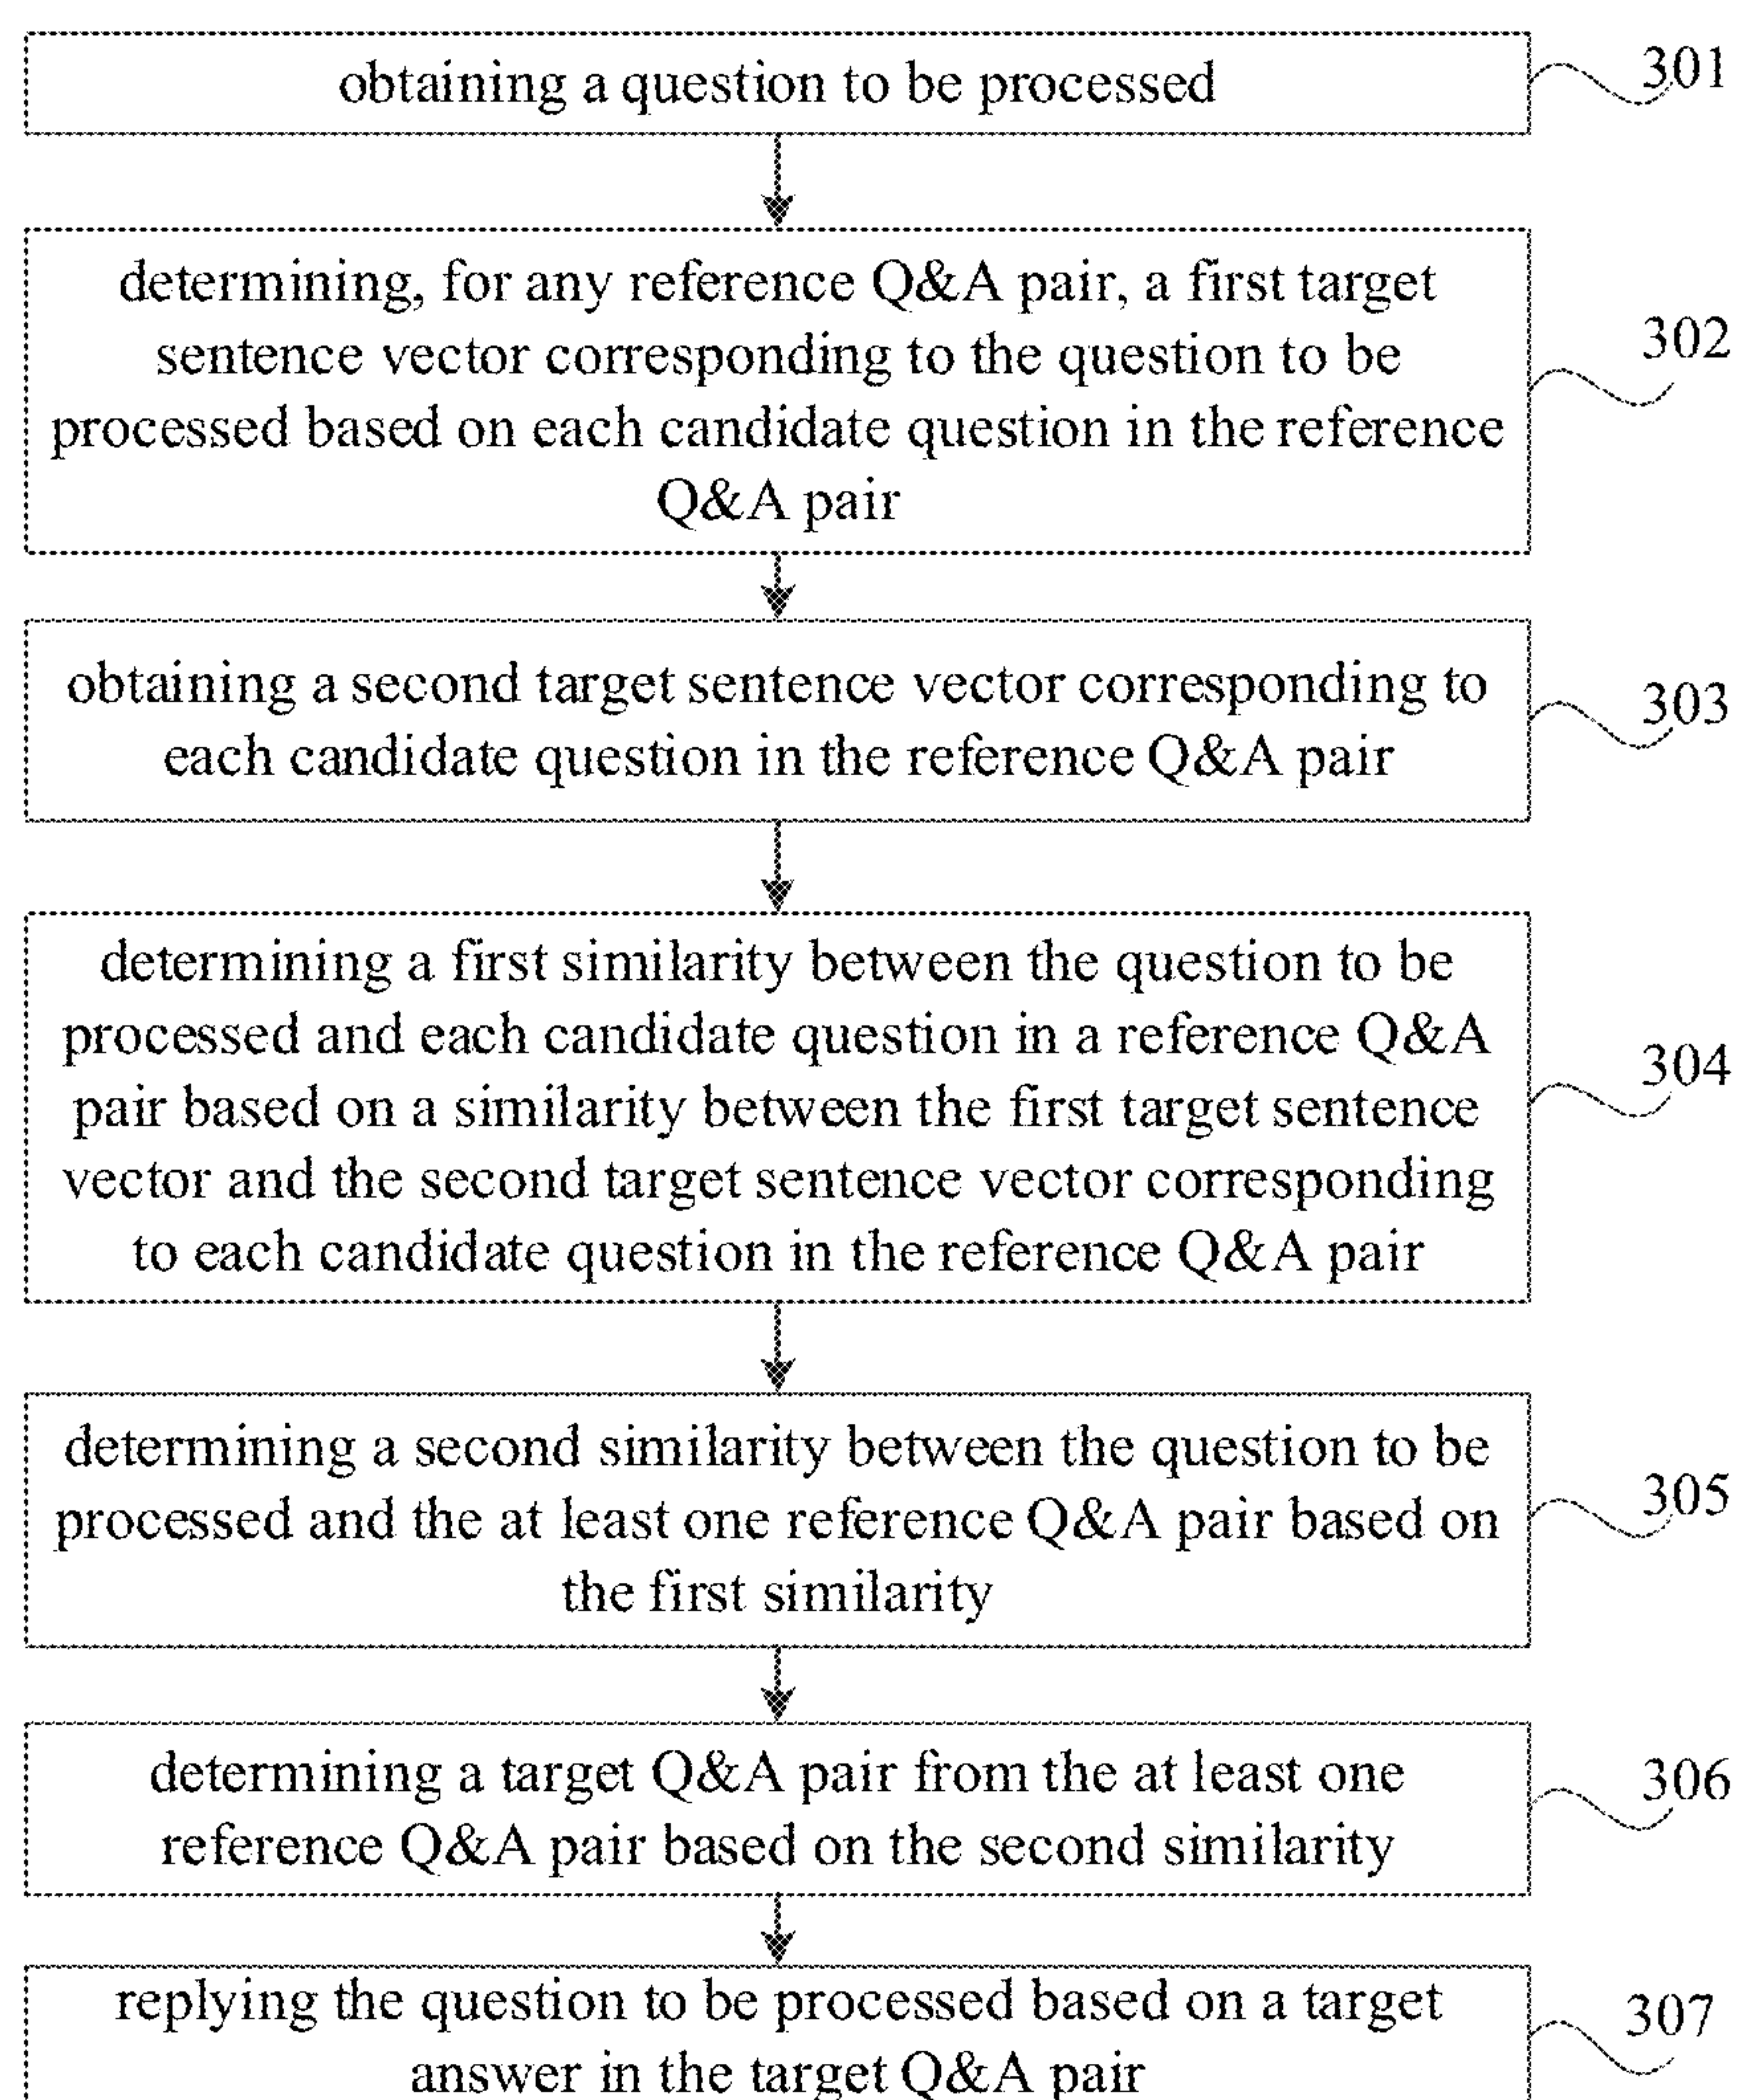 obtaining a question to be processed
301
determining, for any reference Q&A pair, a first target
sentence vector corresponding to the question to be
processed based on each candidate question in the reference
Q&A pair
302
obtaining a second target sentence vector corresponding to
each candidate question in the reference Q&A pair
303
determining a first similarity between the question to be
processed and each candidate question in a reference Q&A
pair based on a similarity between the first target sentence
vector and the second target sentence vector corresponding
to each candidate question in the reference Q&A pair
304
determining a second similarity between the question to be
processed and the at least one reference Q&A pair based on
the first similarity
305
determining a target Q&A pair from the at least one
reference Q&A pair based on the second similarity
306
replying the question to be processed based on a target
answer in the target Q&A pair
307